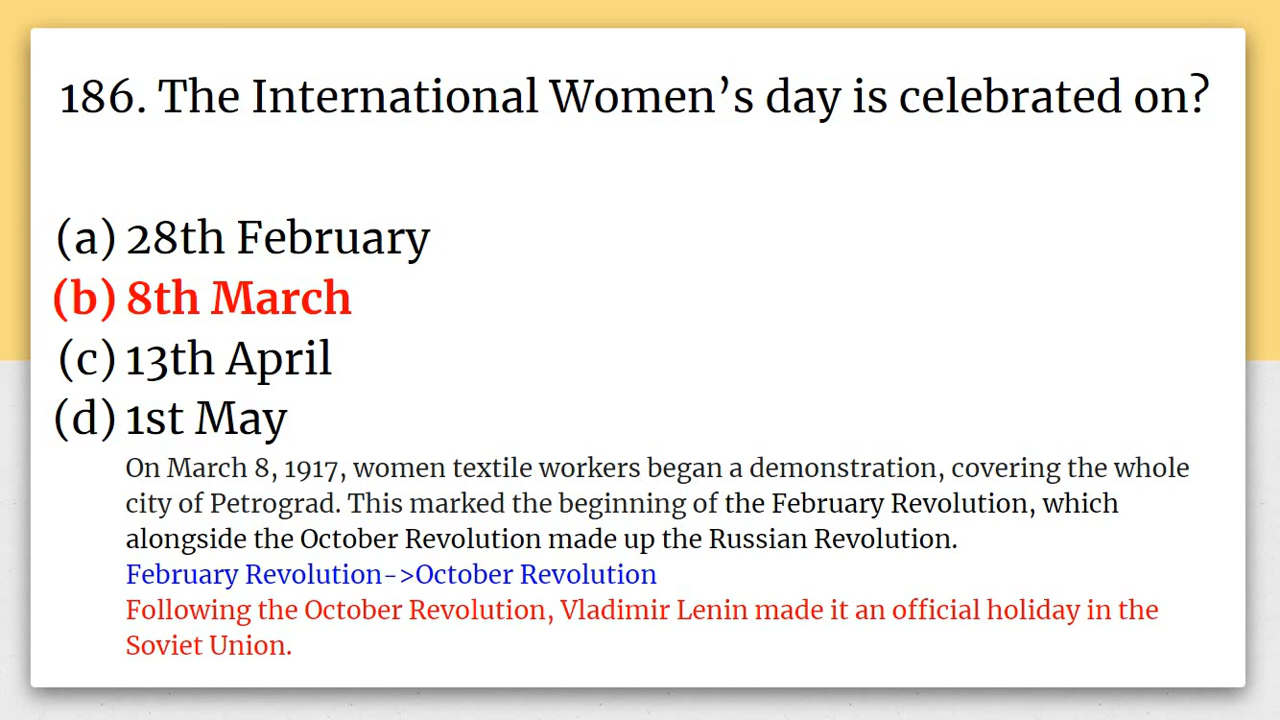 186. The International Women’s day is celebrated on?
(a) 28th February
(b) 8th March
(c) 13th April
(d) 1st May
On March 8, 1917, women textile workers began a demonstration, covering the whole
city of Petrograd. This marked the beginning of the February Revolution, which
alongside the October Revolution made up the Russian Revolution.
February Revolution->October Revolution
Following the October Revolution, Vladimir Lenin made it an official holiday in the
Soviet Union.